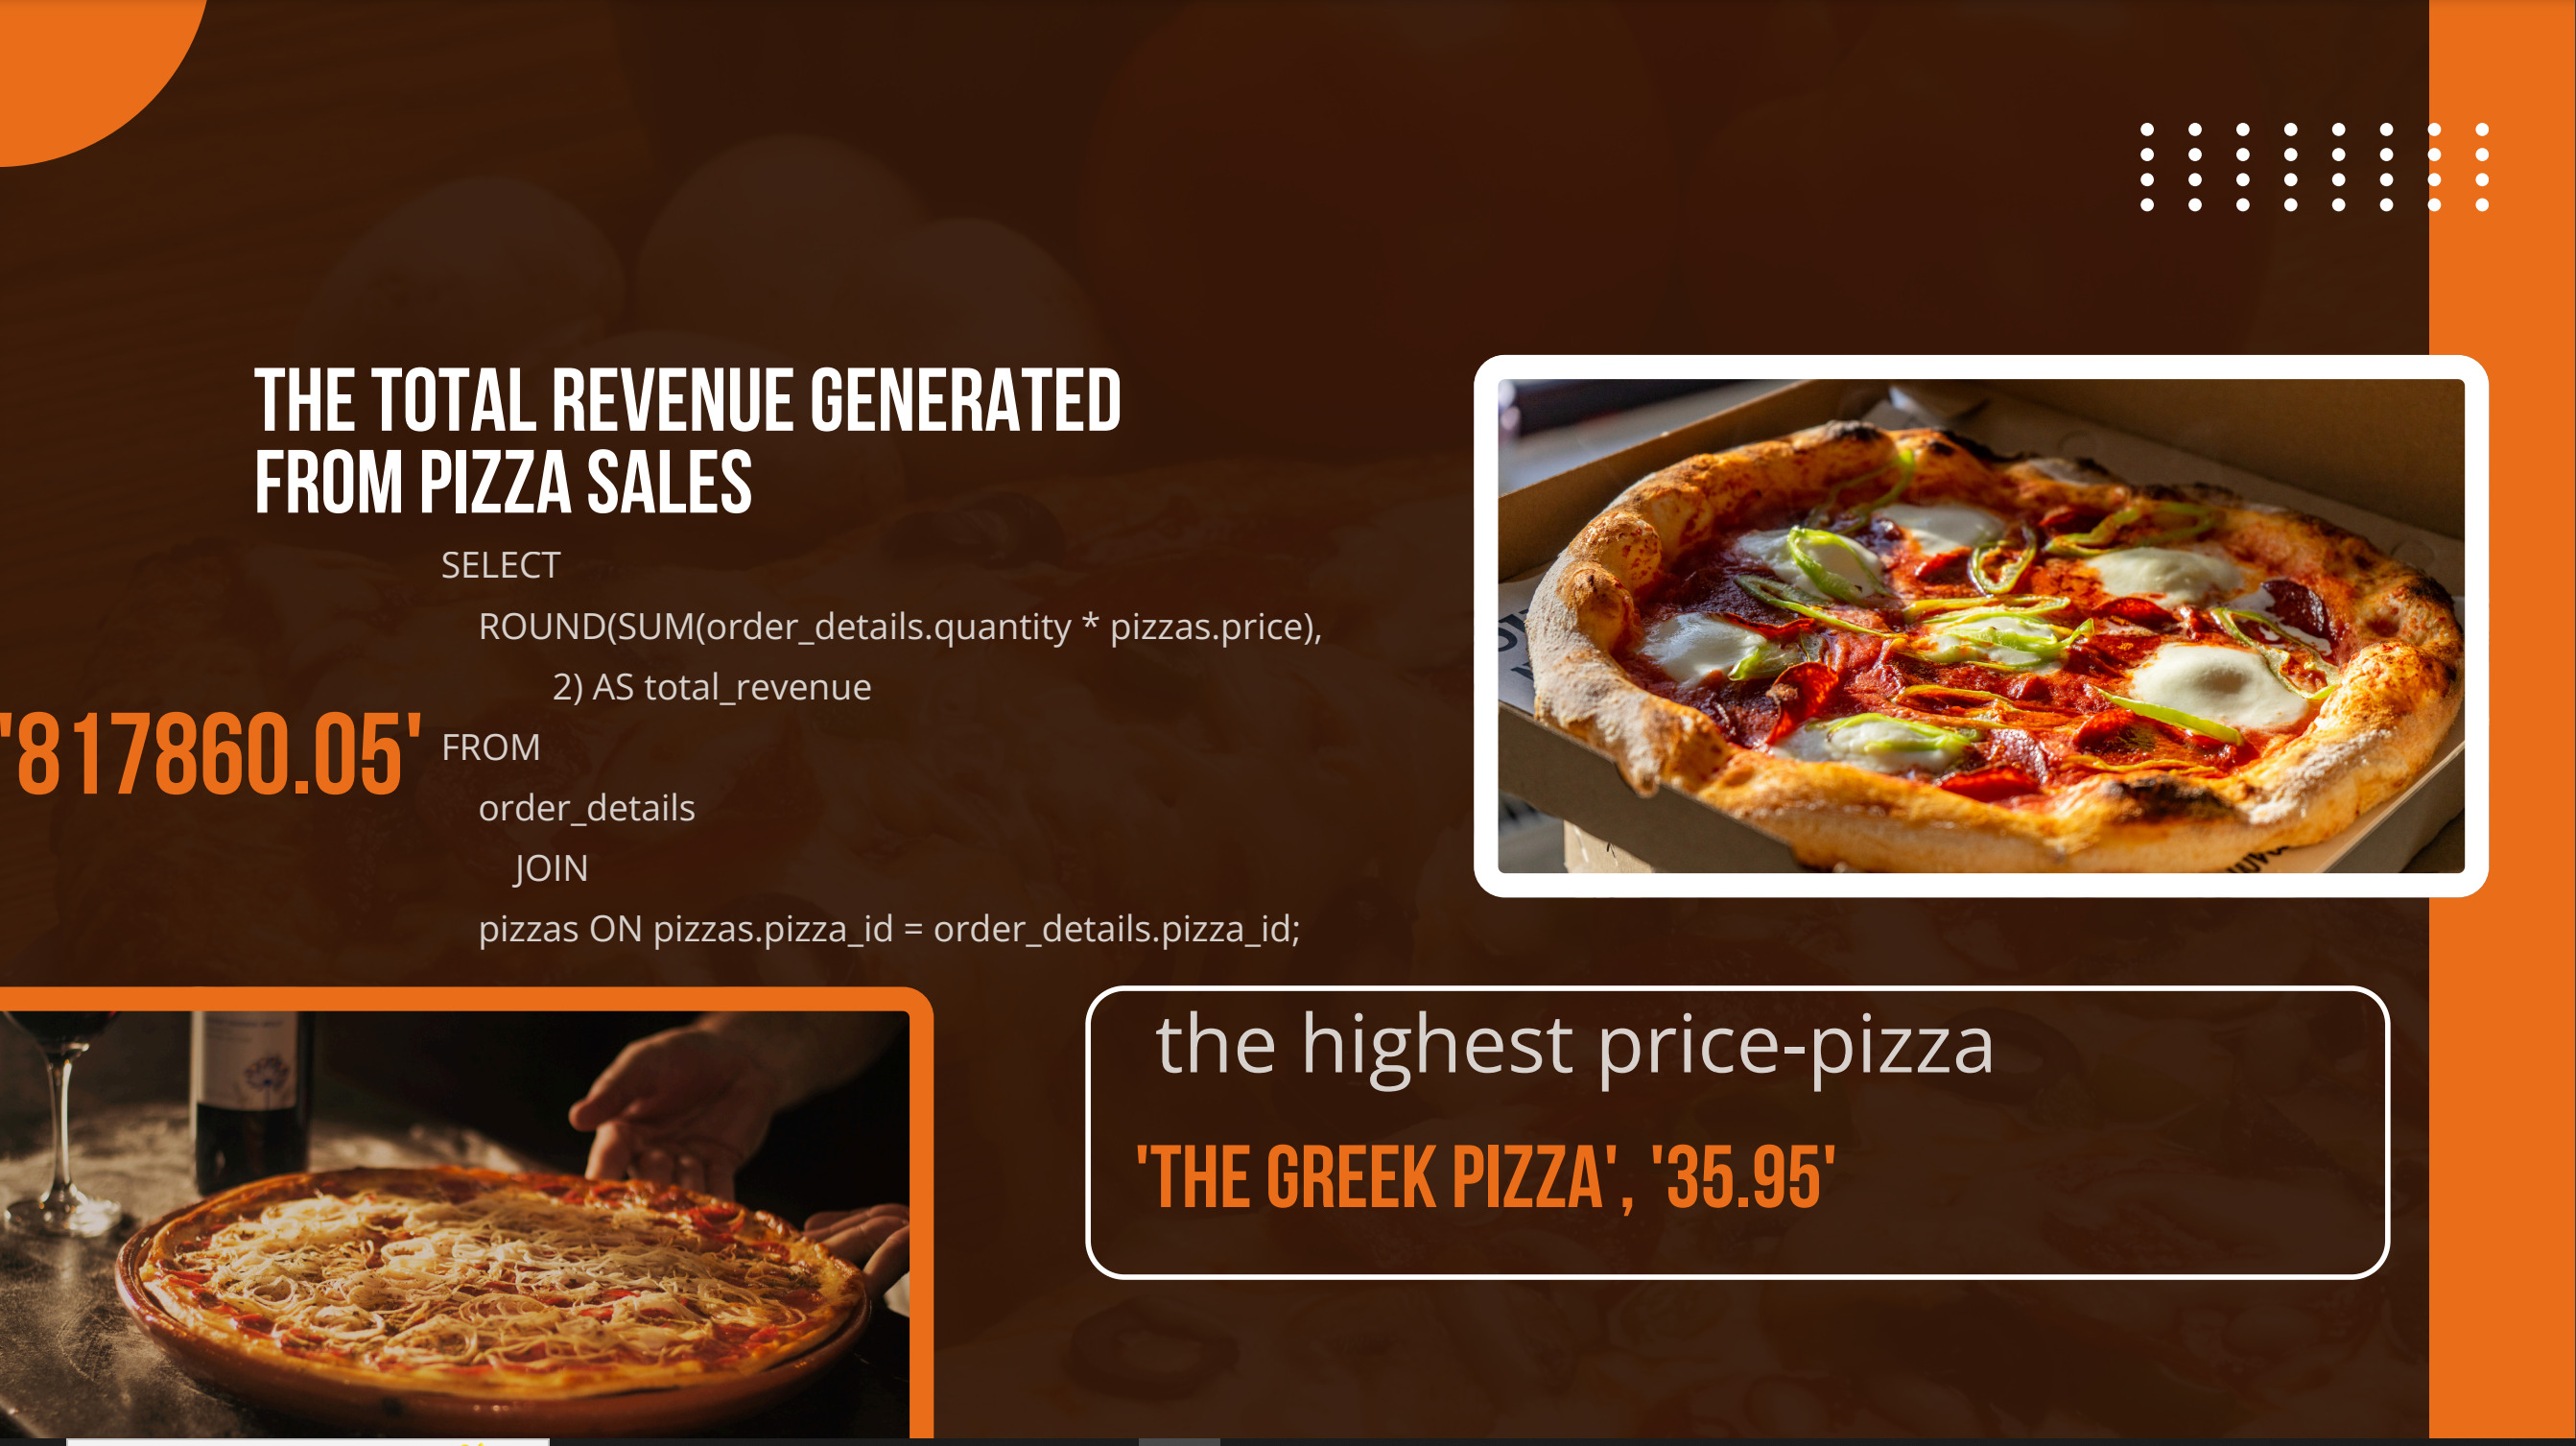 THE TOTAL REVENUE GENERATED
FROM PIZZA SALES
SELECT
ROUND(SUM(order_details.quantity * pizzas.price),
2) AS total_revenue
FROM
order_details
JOIN
pizzas ON pizzas.pizza_id = order_details.pizza_id;
'817860.05'
the highest price-pizza
'THE GREEK PIZZA', '35.95'